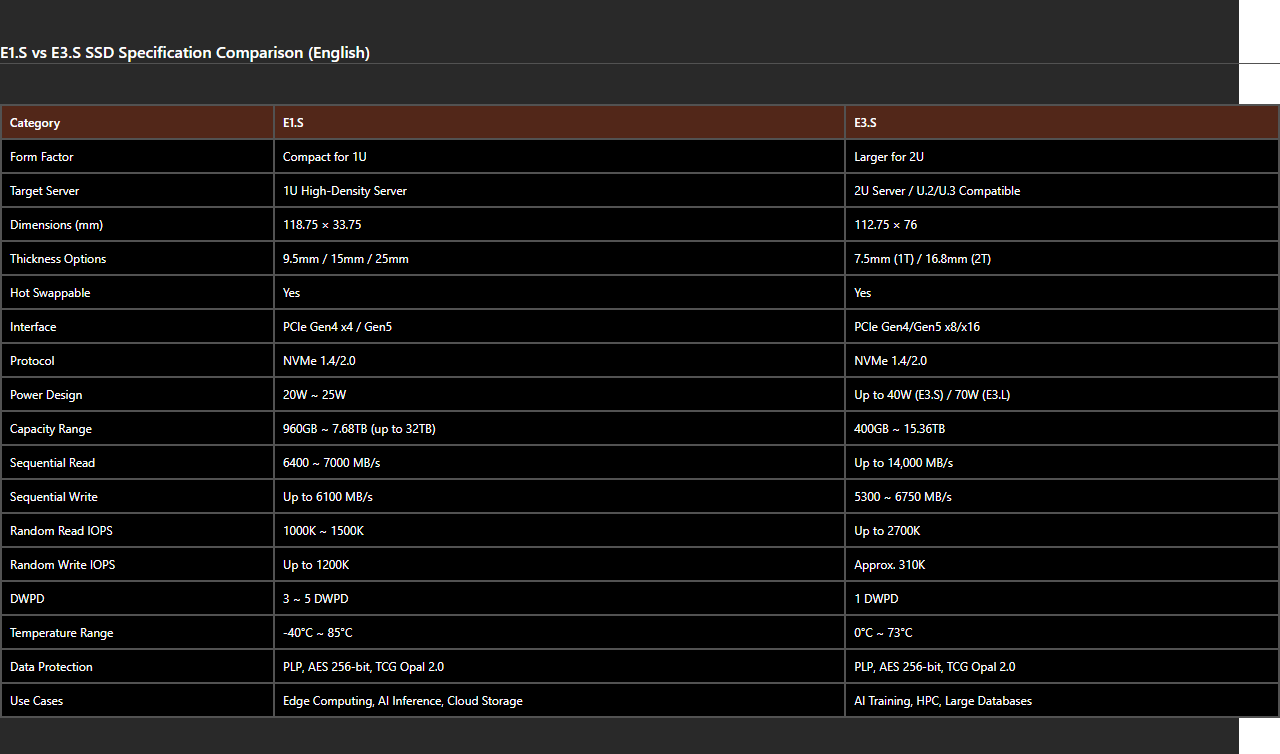 E1.S vs E3.S SSD Specification Comparison (English)
Category E1.S E3.S
Form Factor Compact for 1U Larger for 2U
Target Server 1U High-Density Server 2U Server / U.2/U.3 Compatible
Dimensions (mm) 118.75 × 33.75 112.75 × 76
Thickness Options 9.5mm / 15mm / 25mm 7.5mm (1T) / 16.8mm (2T)
Hot Swappable Yes Yes
Interface PCIe Gen4 x4 / Gen5 PCIe Gen4/Gen5 x8/x16
Protocol NVMe 1.4/2.0 NVMe 1.4/2.0
Power Design 20W ~ 25W Up to 40W (E3.S) / 70W (E3.L)
Capacity Range 960GB ~ 7.68TB (up to 32TB) 400GB ~ 15.36TB
Sequential Read 6400 ~ 7000 MB/s Up to 14,000 MB/s
Sequential Write Up to 6100 MB/s 5300 ~ 6750 MB/s
Random Read IOPS 1000K ~ 1500K Up to 2700K
Random Write IOPS Up to 1200K Approx. 310K
DWPD 3 ~ 5 DWPD 1 DWPD
Temperature Range -40°C ~ 85°C 0°C ~ 73°C
Data Protection PLP, AES 256-bit, TCG Opal 2.0 PLP, AES 256-bit, TCG Opal 2.0
Use Cases Edge Computing, AI Inference, Cloud Storage AI Training, HPC, Large Databases